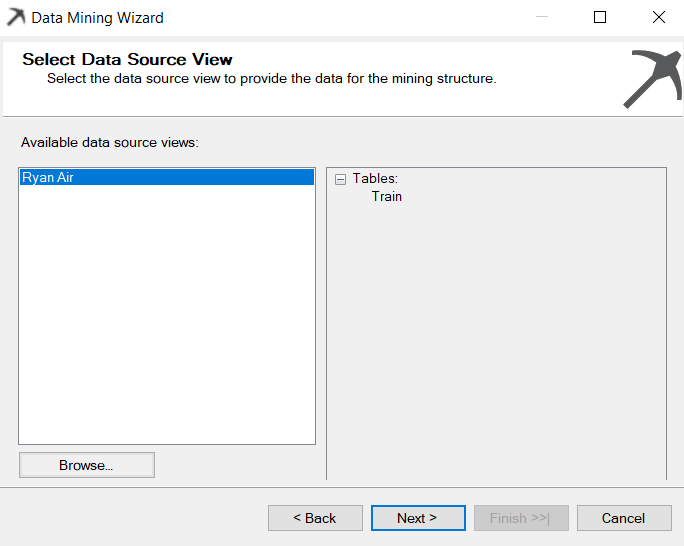 Data Mining Wizard
Select Data Source View
Select the data source view to provide the data for the mining structure.
Available data source views:
Ryan Air
Tables:
Train
Browse...
< Back
Next >
Finish >>|
Cancel